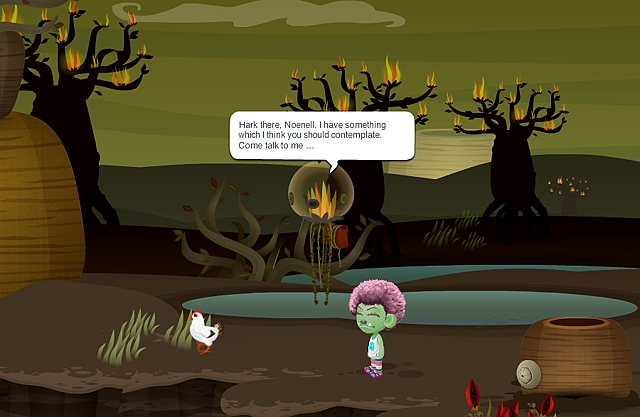 Hark there, Noenell. I have something
which I think you should contemplate.
Come talk to me ...